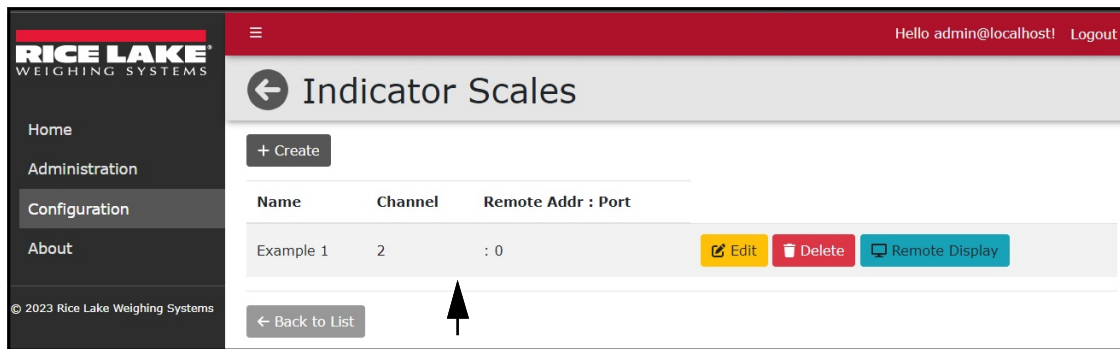 RICE LAKE®
WEIGHING SYSTEMS
Home
Administration
Configuration
About
© 2023 Rice Lake Weighing Systems
Hello admin@localhost! Logout
Indicator Scales
+ Create
Name Channel Remote Addr : Port
Example 1 2 : 0 Edit Delete Remote Display
← Back to List